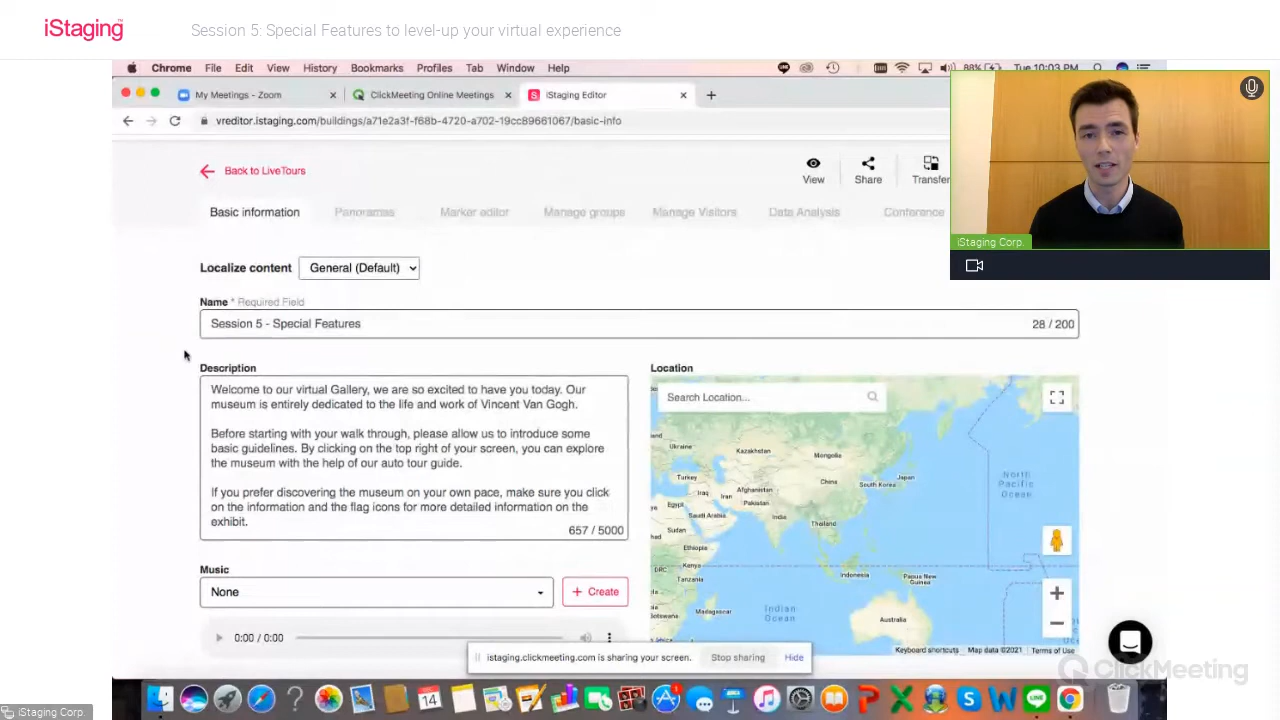 iStaging
Session 5: Special Features to level-up your virtual experience
Chrome File Edit View History Bookmarks Profiles Tab Window Help
88% Tue 10:03 PM
My Meetings - Zoom
ClickMeeting Online Meetings
iStaging Editor
vreditor.istaging.com/buildings/a71e2a3f-f68b-4720-a702-19cc89661067/basic-info
Back to LiveTours
View
Share
Transfer
Basic information
Panoramas
Marker editor
Manage groups
Manage Visitors
Data Analysis
Conference
iStaging Corp.
Localize content
General (Default)
Name * Required Field
Session 5 - Special Features
28 / 200
Description
Welcome to our virtual Gallery, we are so excited to have you today. Our
museum is entirely dedicated to the life and work of Vincent Van Gogh.
Before starting with your walk through, please allow us to introduce some
basic guidelines. By clicking on the top right of your screen, you can explore
the museum with the help of our auto tour guide.
If you prefer discovering the museum on your own pace, make sure you click
on the information and the flag icons for more detailed information on the
exhibit.
657 / 5000
Location
Search Location...
Ukraine
Kazakhstan
Mongolia
Turkey
China
South Korea
Japan
North
Pacific
Ocean
Iraq
Iran
Afghanistan
Pakistan
Egypt
Saudi Arabia
India
Sudan
Thailand
Ethiopia
DRC
Kenya
Tanzania
Indonesia
Papua New
Guinea
Angola
Indian
Ocean
Madagascar
Botswana
Australia
South Africa
Keyboard shortcuts
Map data ©2021
Terms of Use
Music
None
+ Create
0:00 / 0:00
istaging.clickmeeting.com is sharing your screen.
Stop sharing
Hide
ClickMeeting
14
1
LINE
iStaging Corp.